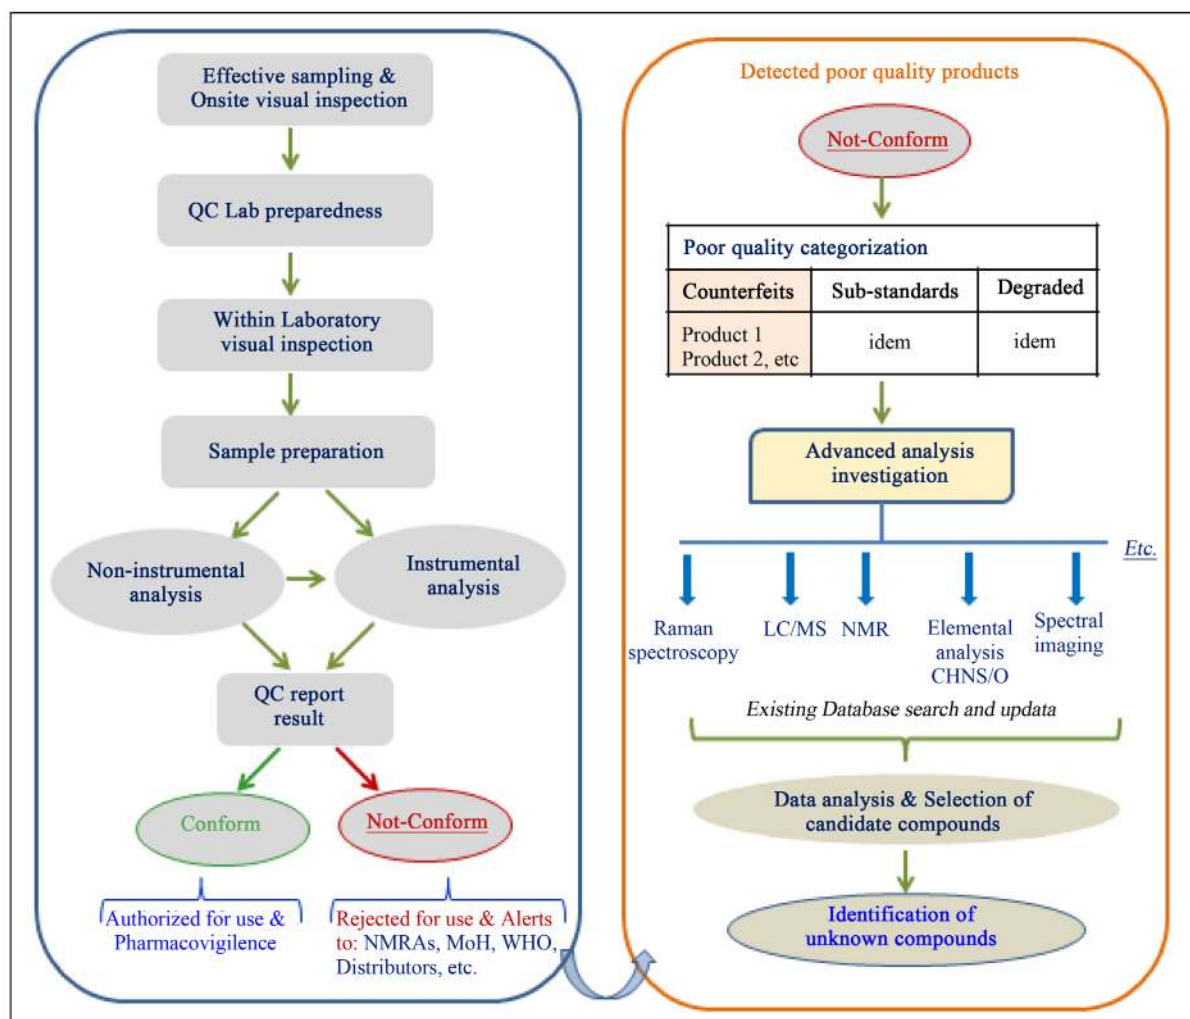 Effective sampling &
Onsite visual inspection
QC Lab preparedness
Within Laboratory
visual inspection
Sample preparation
Non-instrumental
analysis
Instrumental
analysis
QC report
result
Conform
Not-Conform
Authorized for use &
Pharmacovigilence
Rejected for use & Alerts
to: NMRAs, MoH, WHO,
Distributors, etc.
Detected poor quality products
Not-Conform
Poor quality categorization
Counterfeits
Sub-standards
Degraded
Product 1
Product 2, etc
idem
idem
Advanced analysis
investigation
Etc.
Raman
spectroscopy
LC/MS
NMR
Elemental
analysis
CHNS/O
Spectral
imaging
Existing Database search and updata
Data analysis & Selection of
candidate compounds
Identification of
unknown compounds